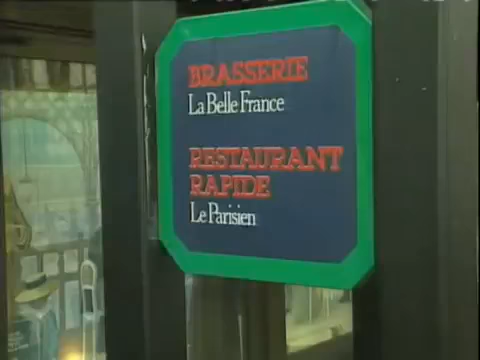 BRASSERIE
La Belle France
RESTAURANT
RAPIDE
Le Parisien